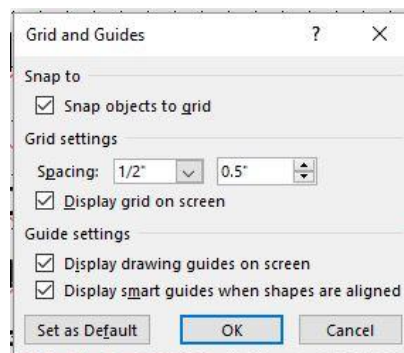 Grid and Guides ? ×
Snap to
Snap objects to grid
Grid settings
Spacing: 1/2" 0.5"
Display grid on screen
Guide settings
Display drawing guides on screen
Display smart guides when shapes are aligned
Set as Default OK Cancel